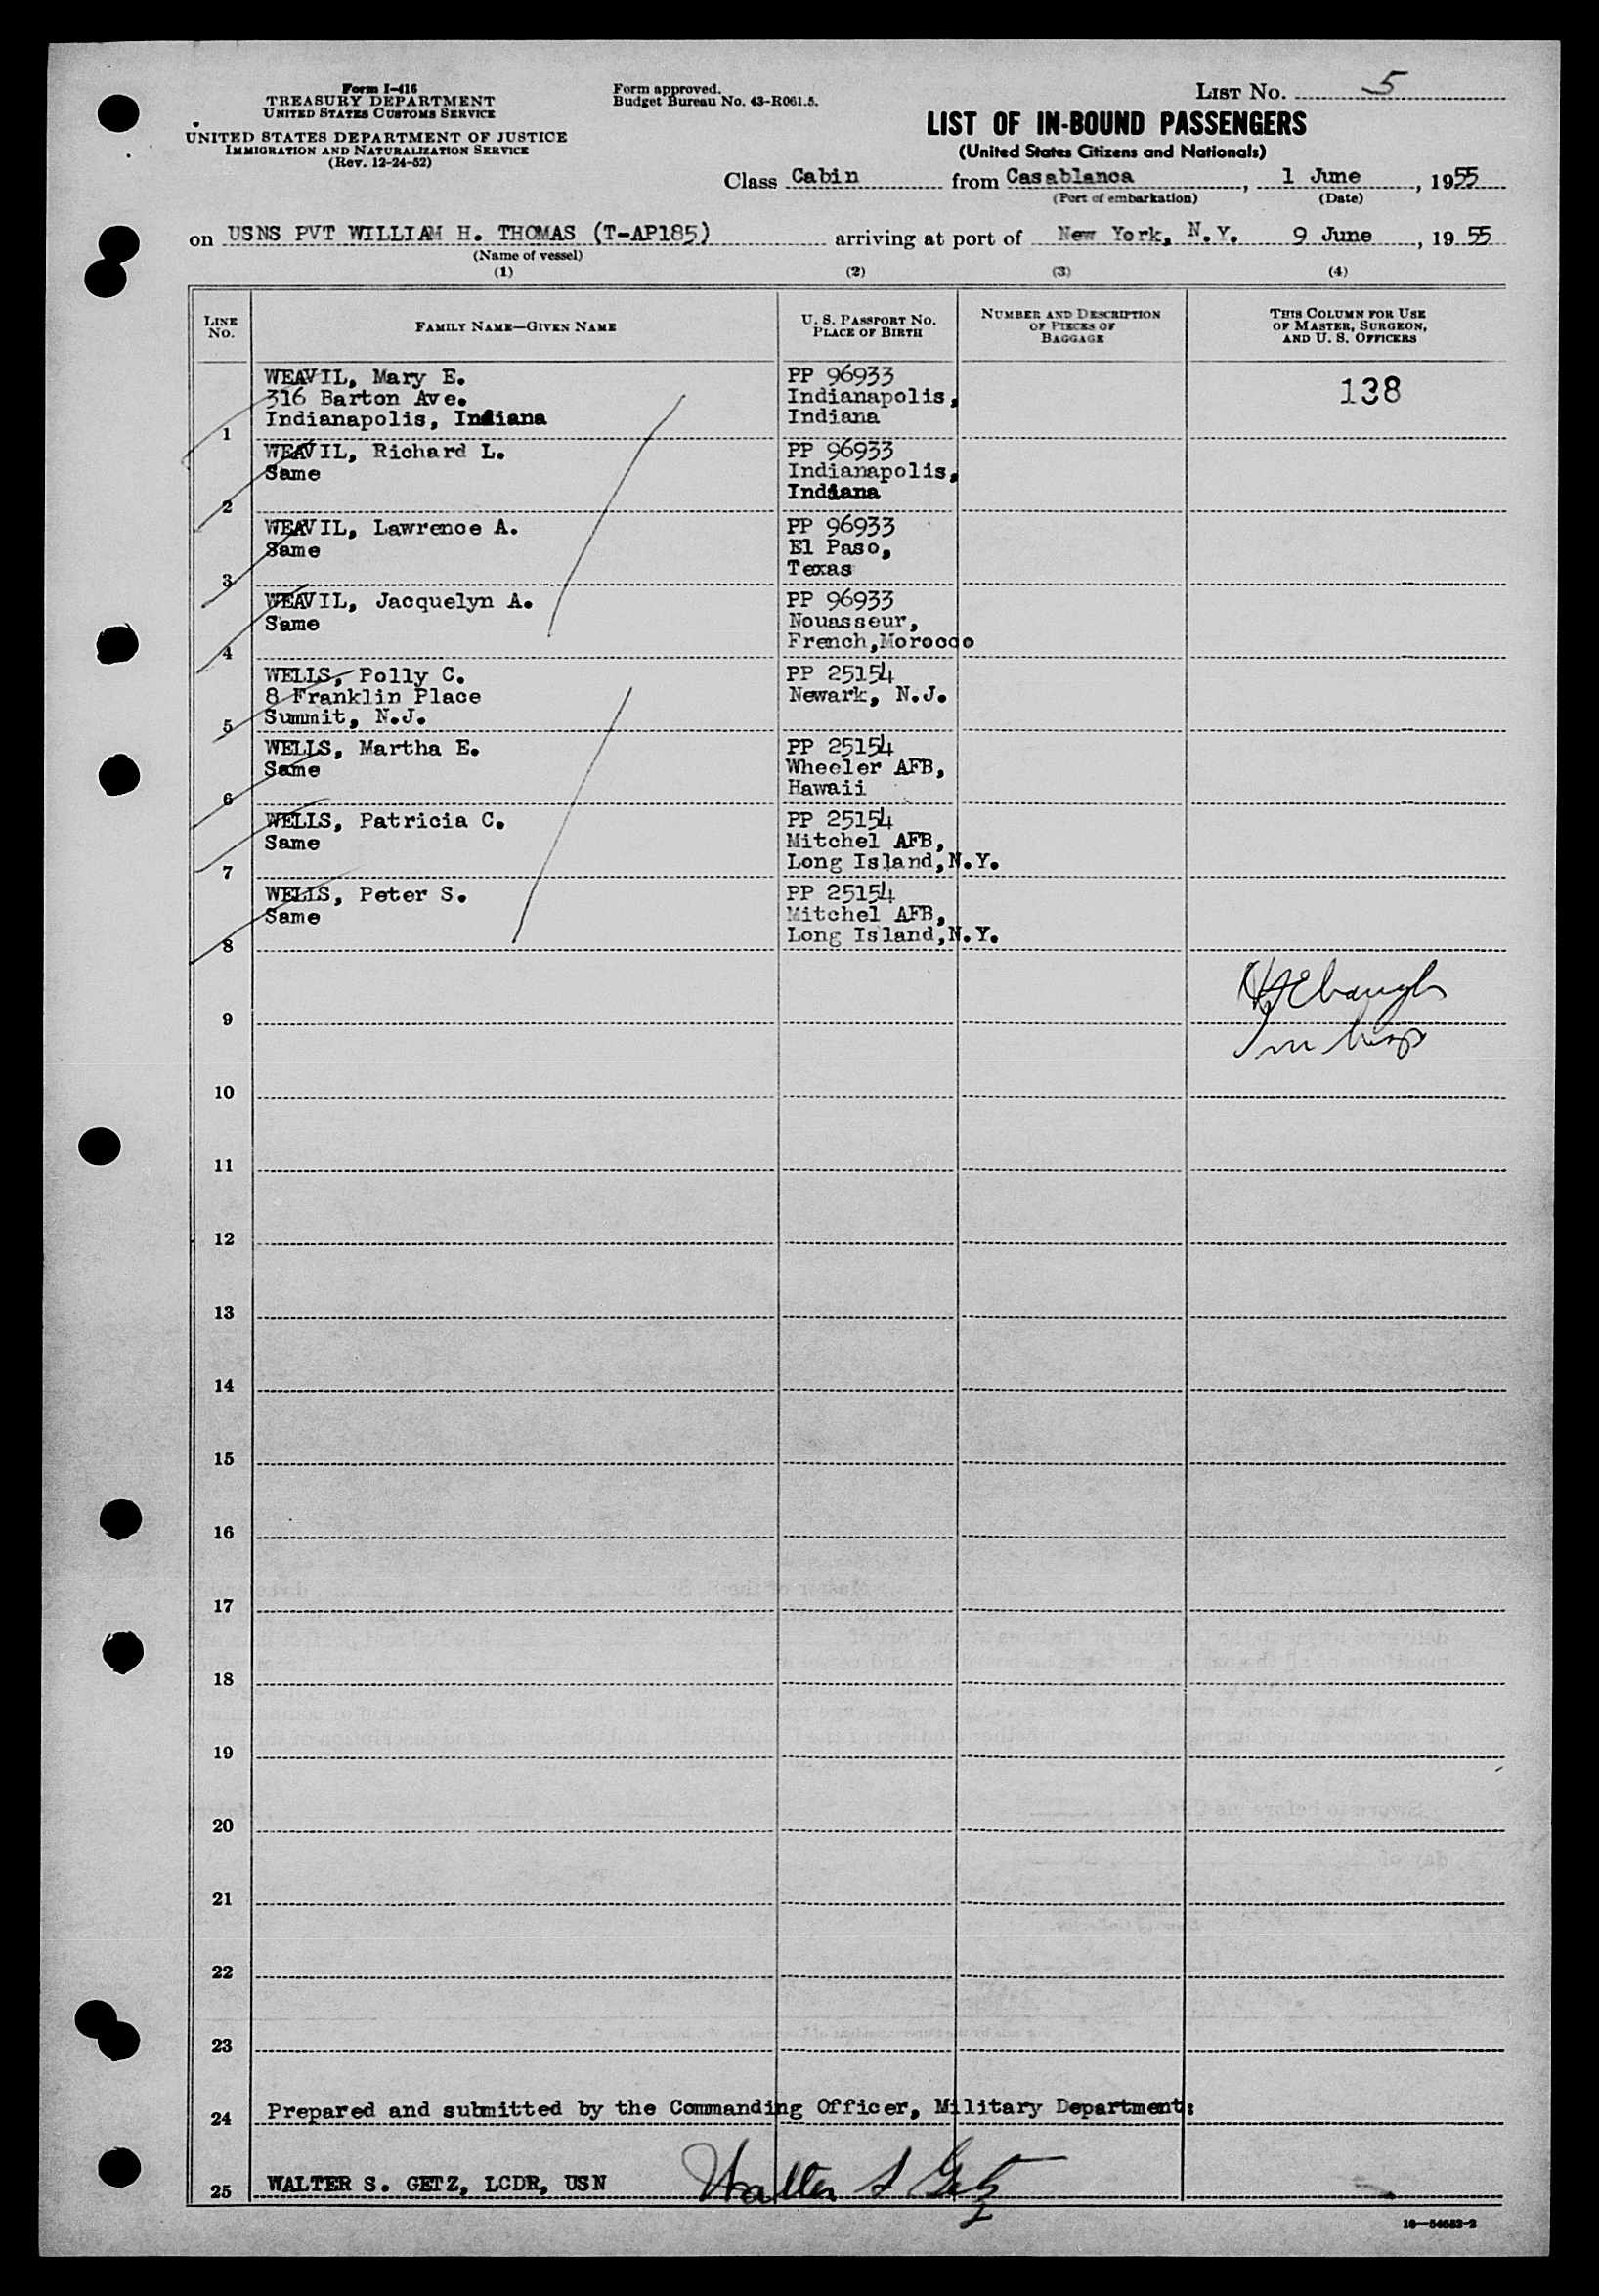 Form I-416
TREASURY DEPARTMENT
UNITED STATES CUSTOMS SERVICE
UNITED STATES DEPARTMENT OF JUSTICE
IMMIGRATION AND NATURALIZATION SERVICE
(Rev. 12-24-52)
Form approved.
Budget Bureau No. 43-R061.5.
LIST No. 5
LIST OF IN-BOUND PASSENGERS
(United States Citizens and Nationals)
Class Cabin from Casablanca, 1 June, 1955
(Port of embarkation) (Date)
on USNS PVT WILLIAM H. THOMAS (T-AP185) arriving at port of New York, N.Y. 9 June, 1955
(Name of vessel)
(1) (2) (3) (4)
LINE No.
FAMILY NAME—GIVEN NAME
U. S. PASSPORT NO.
PLACE OF BIRTH
NUMBER AND DESCRIPTION
OF PIECES OF
BAGGAGE
THIS COLUMN FOR USE
OF MASTER, SURGEON,
AND U. S. OFFICERS
WEAVIL, Mary E. PP 96933 138
316 Barton Ave. Indianapolis,
1 Indianapolis, Indiana Indiana
WEAVIL, Richard L. PP 96933
Same Indianapolis,
2 Indiana
WEAVIL, Lawrence A. PP 96933
Same El Paso,
3 Texas
WEAVIL, Jacquelyn A. PP 96933
Same Nouasseur,
4 French,Morocco
WELLS, Polly C. PP 25154
8 Franklin Place Newark, N.J.
5 Summit, N.J.
WELLS, Martha E. PP 25154
Same Wheeler AFB,
6 Hawaii
WELLS, Patricia C. PP 25154
Same Mitchel AFB,
7 Long Island,N.Y.
WELLS, Peter S. PP 25154
Same Mitchel AFB,
8 Long Island,N.Y.
9
10
11
12
13
14
15
16
17
18
19
20
21
22
23
24 Prepared and submitted by the Commanding Officer, Military Department:
25 WALTER S. GETZ, LCDR, USN Walter S Getz
16—54652-2